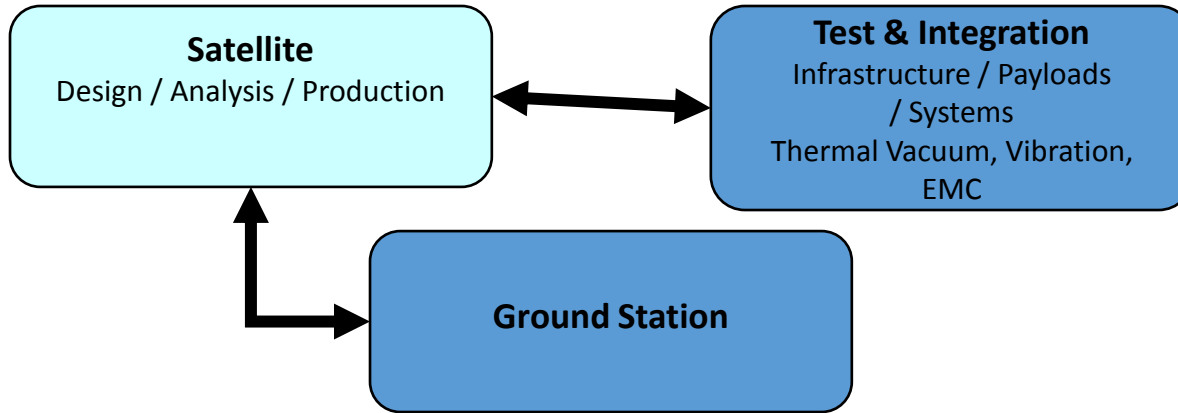 Satellite
Design / Analysis / Production
Test & Integration
Infrastructure / Payloads
/ Systems
Thermal Vacuum, Vibration,
EMC
Ground Station